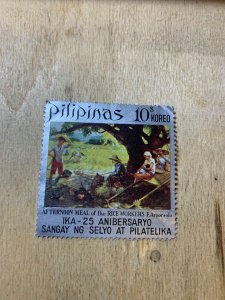 pilipinas 10s
KOREO
AFTERNOON MEAL of the RICE WORKERS F.Amorsolo
IKA-25 ANIBERSARYO
SANGAY NG SELYO AT PILATELIKA